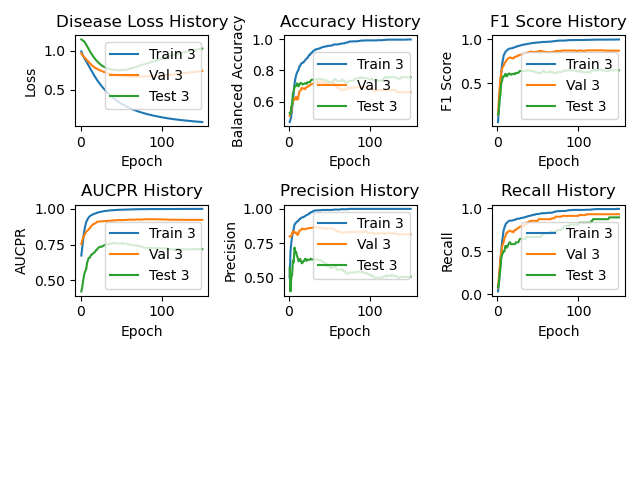 Disease Loss History
Loss
1.0
0.5
0
100
Epoch
Train 3
Val 3
Test 3
Accuracy History
Balanced Accuracy
1.0
0.8
0.6
0
100
Epoch
Train 3
Val 3
Test 3
F1 Score History
F1 Score
1.0
0.5
0
100
Epoch
Train 3
Val 3
Test 3
AUCPR History
AUCPR
1.00
0.75
0.50
0
100
Epoch
Train 3
Val 3
Test 3
Precision History
Precision
1.00
0.75
0.50
0
100
Epoch
Train 3
Val 3
Test 3
Recall History
Recall
1.0
0.5
0.0
0
100
Epoch
Train 3
Val 3
Test 3